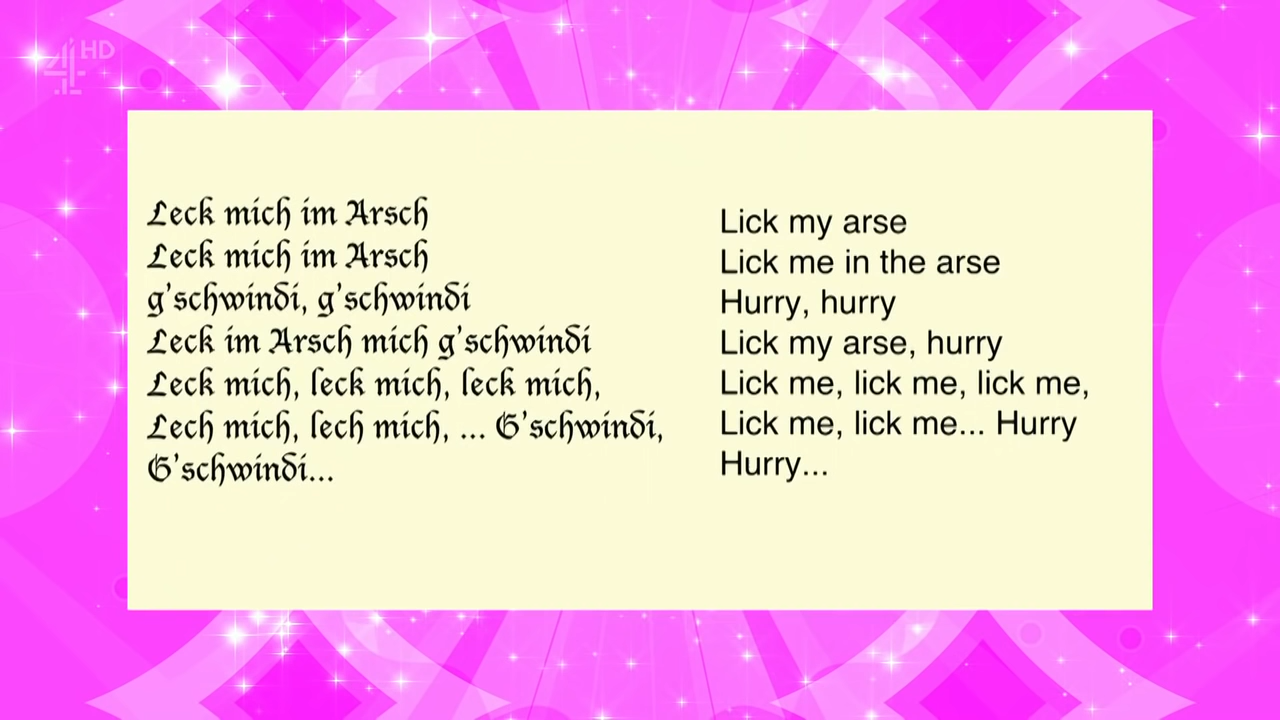 4 HD
Leck mich im Arsch
Leck mich im Arsch
g'schwindi, g'schwindi
Leck im Arsch mich g'schwindi
Leck mich, leck mich, leck mich,
Lech mich, lech mich, ... G'schwindi,
G'schwindi...
Lick my arse
Lick me in the arse
Hurry, hurry
Lick my arse, hurry
Lick me, lick me, lick me,
Lick me, lick me... Hurry
Hurry...